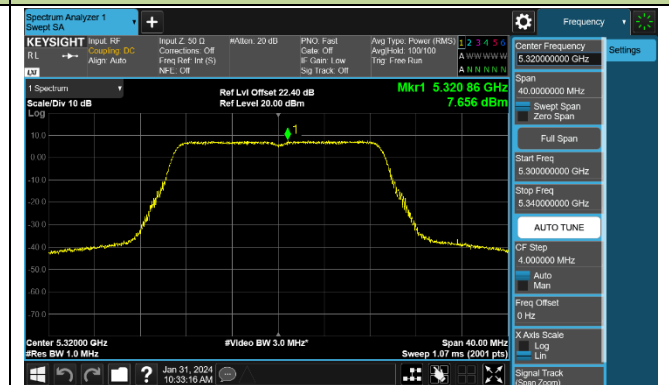 Spectrum Analyzer 1
Swept SA
Frequency
KEYSIGHT
Input: RF
Coupling: DC
Align: Auto
Input Z: 50 Ω
Corrections: Off
Freq Ref: Int (S)
NFE: Off
#Atten: 20 dB
PNO: Fast
Gate: Off
IF Gain: Low
Sig Track: Off
Avg Type: Power (RMS)
Avg|Hold: 100/100
Trig: Free Run
1 2 3 4 5 6
A W W W W W
A N N N N N
RL
LXI
1 Spectrum
Scale/Div 10 dB
Log
Ref Lvl Offset 22.40 dB
Ref Level 20.00 dBm
Mkr1 5.320 86 GHz
7.656 dBm
1
10.0
0.00
-10.0
-20.0
-30.0
-40.0
-50.0
-60.0
-70.0
Center 5.32000 GHz
#Res BW 1.0 MHz
#Video BW 3.0 MHz*
Span 40.00 MHz
Sweep 1.07 ms (2001 pts)
Jan 31, 2024
10:33:16 AM
Center Frequency
5.320000000 GHz
Settings
Span
40.0000000 MHz
Swept Span
Zero Span
Full Span
Start Freq
5.300000000 GHz
Stop Freq
5.340000000 GHz
AUTO TUNE
CF Step
4.000000 MHz
Auto
Man
Freq Offset
0 Hz
X Axis Scale
Log
Lin
Signal Track
(Span Zoom)